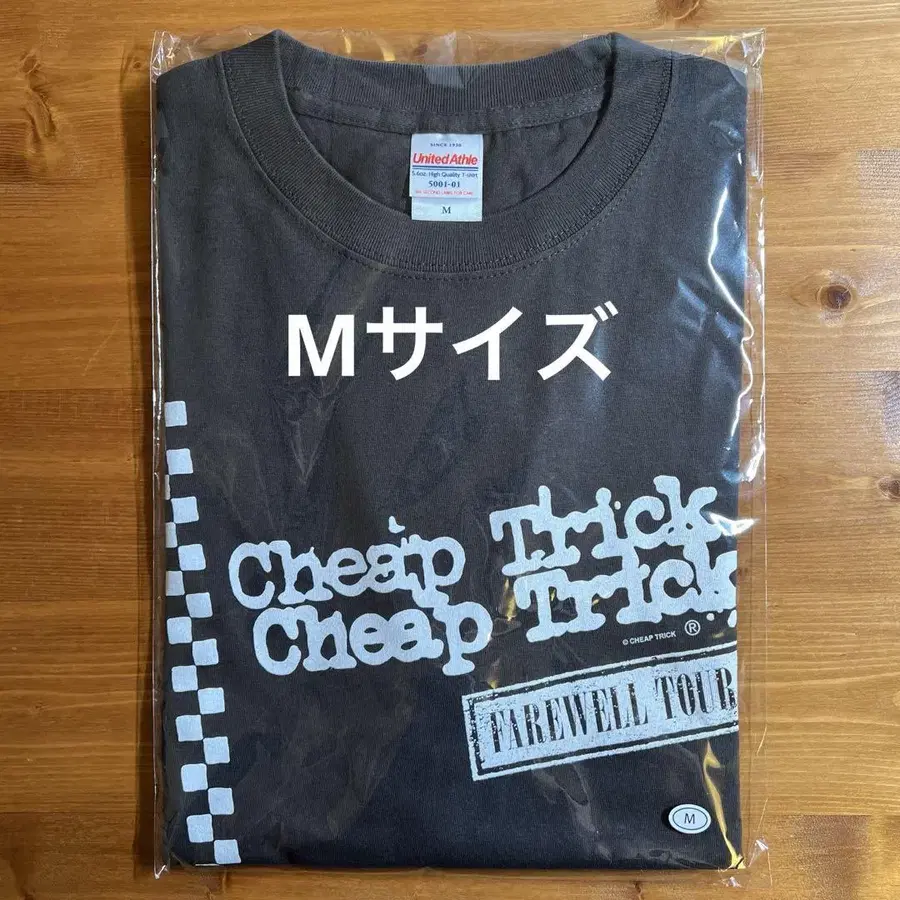 SINCE 1950
United Athle
5.6oz. High Quality T-shirt
5001-01
M
Mサイズ
Cheap Trick
Cheap Trick
© CHEAP TRICK ®
FAREWELL TOUR
M